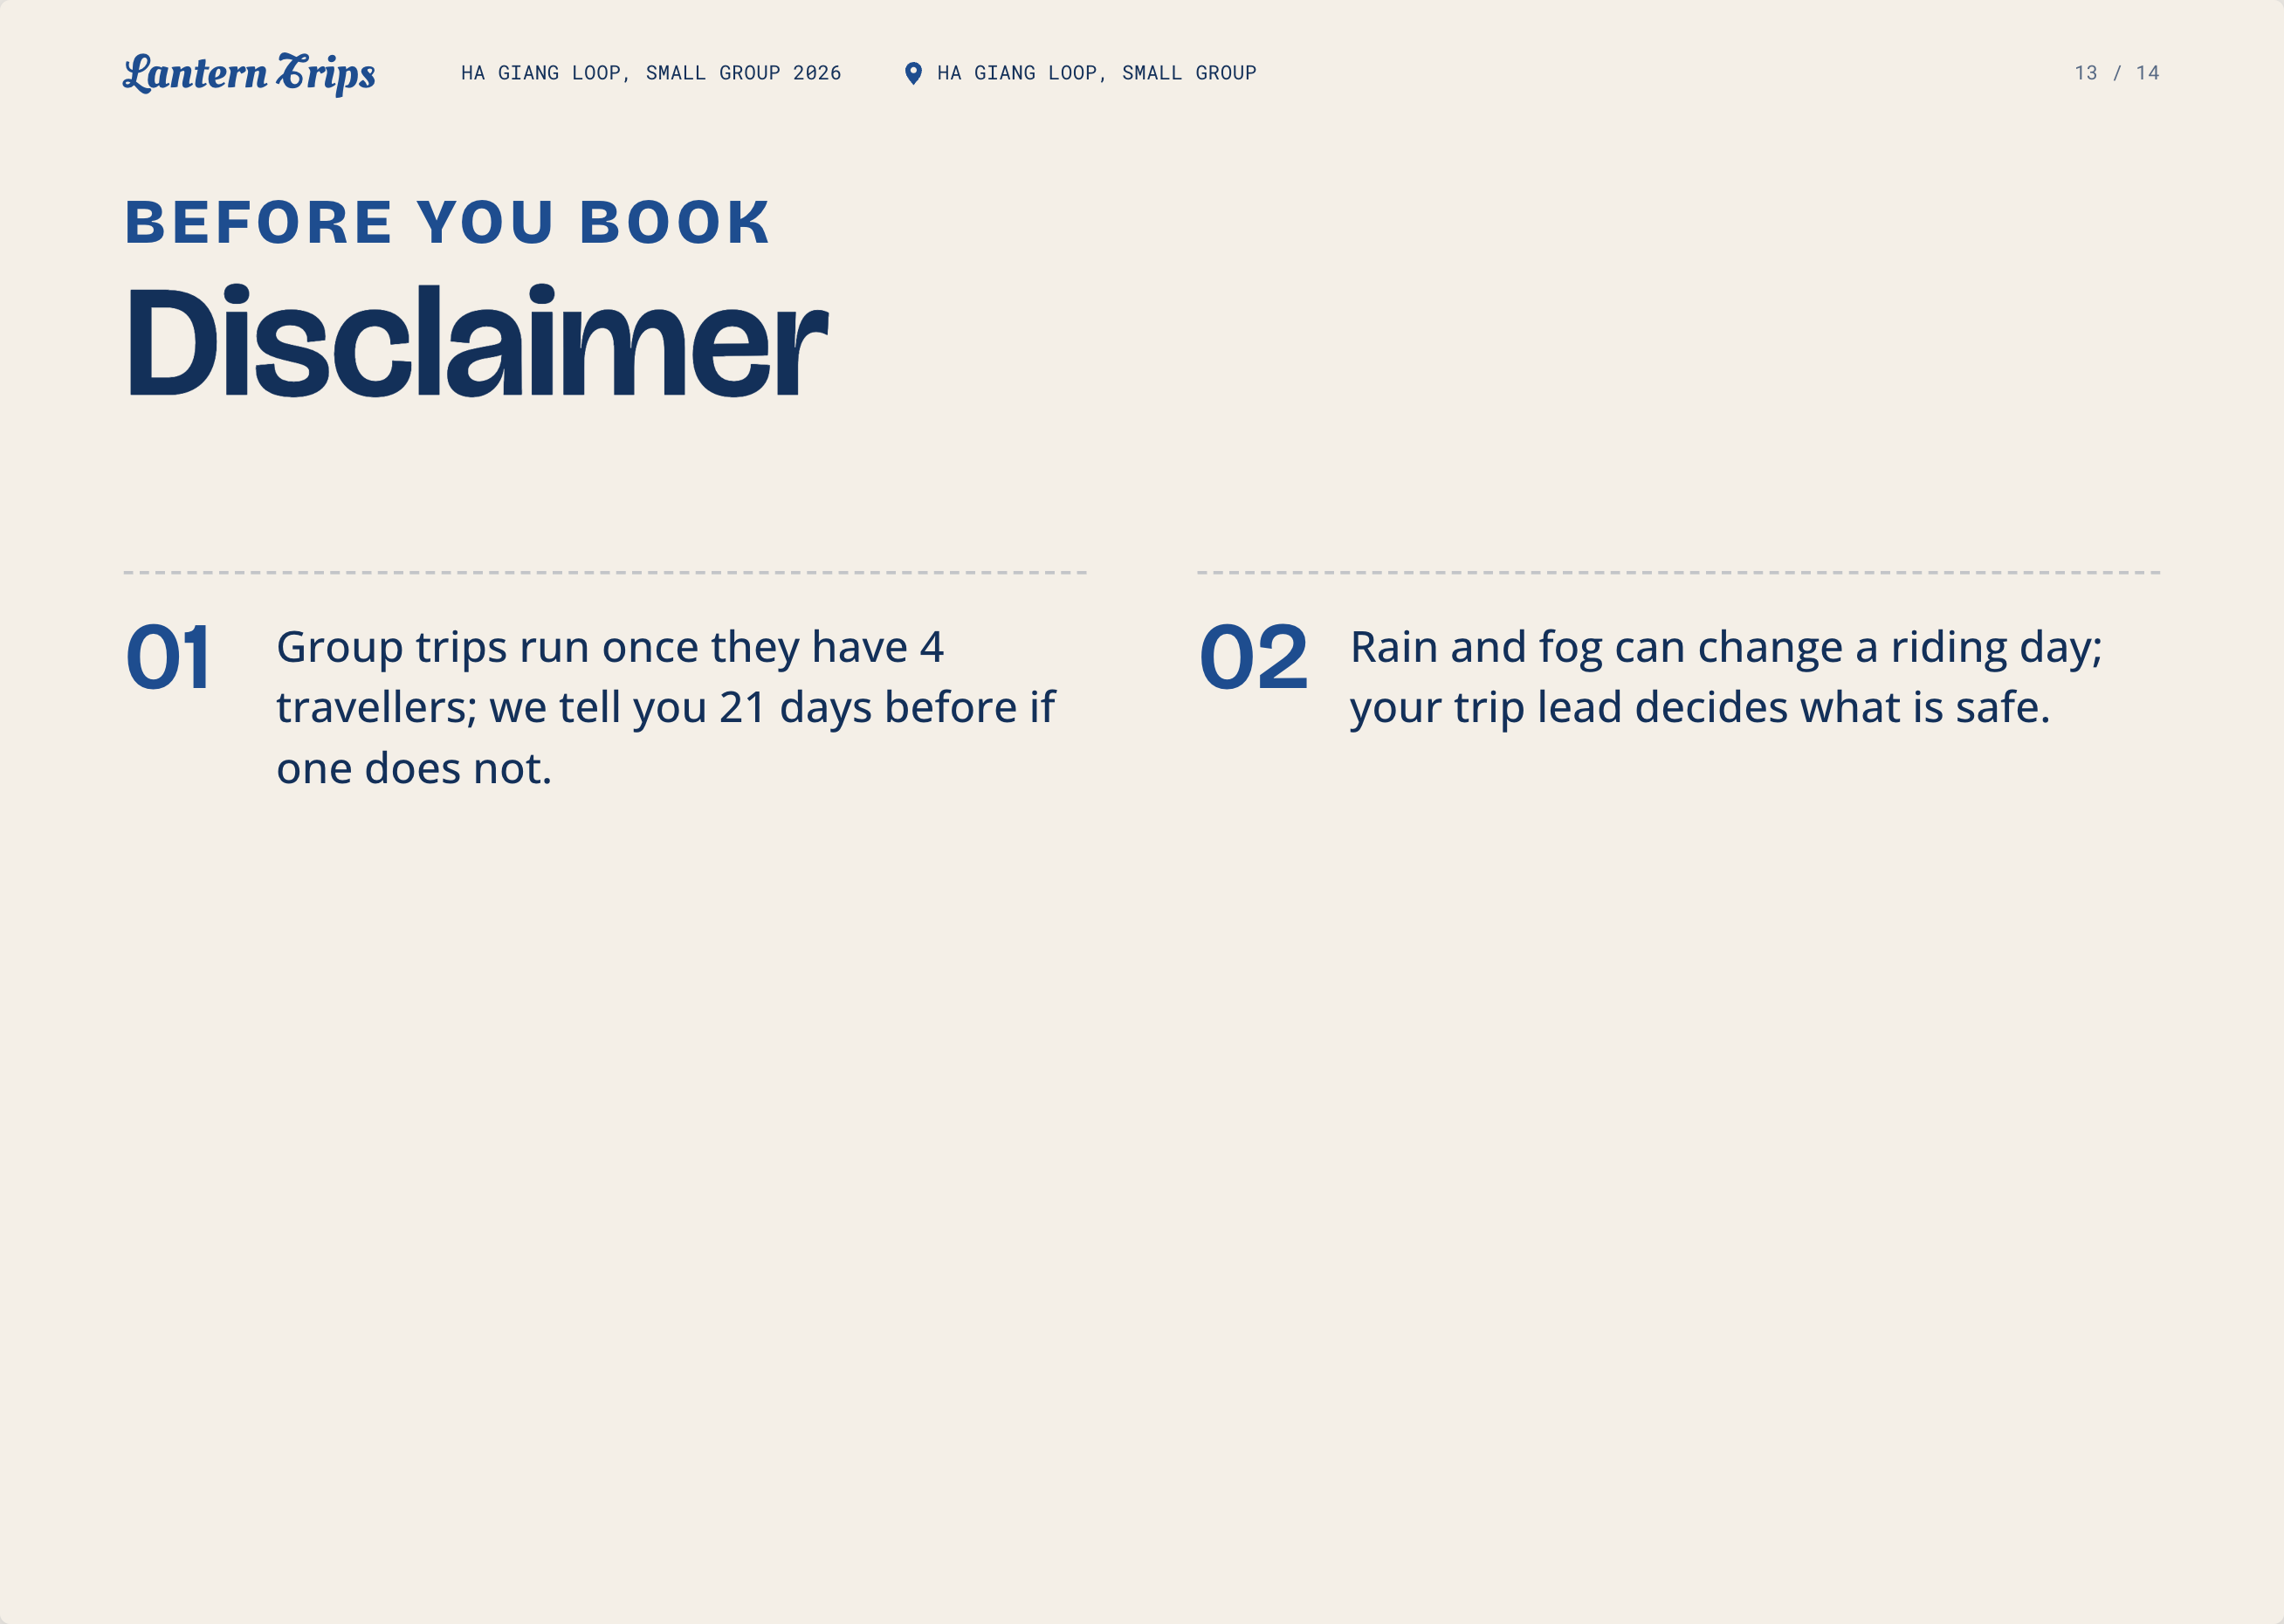 Lantern Trips
HA GIANG LOOP, SMALL GROUP 2026
HA GIANG LOOP, SMALL GROUP
13 / 14
BEFORE YOU BOOK
Disclaimer
01
Group trips run once they have 4
travellers; we tell you 21 days before if
one does not.
02
Rain and fog can change a riding day;
your trip lead decides what is safe.